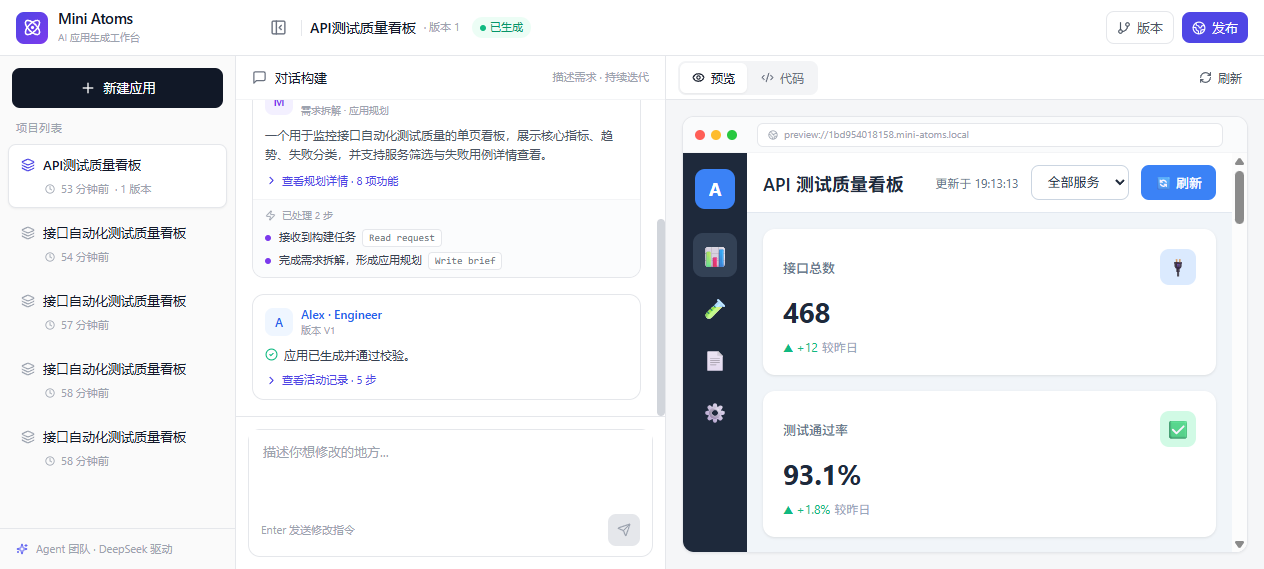 Mini Atoms
AI 应用生成工作台
API测试质量看板 · 版本 1 已生成
版本
发布
新建应用
项目列表
API测试质量看板
53 分钟前 · 1 版本
接口自动化测试质量看板
54 分钟前
接口自动化测试质量看板
57 分钟前
接口自动化测试质量看板
58 分钟前
接口自动化测试质量看板
58 分钟前
Agent 团队 · DeepSeek 驱动
对话构建
描述需求 · 持续迭代
M
需求拆解 · 应用规划
一个用于监控接口自动化测试质量的单页看板，展示核心指标、趋
势、失败分类，并支持服务筛选与失败用例详情查看。
查看规划详情 · 8 项功能
已处理 2 步
接收到构建任务 Read request
完成需求拆解，形成应用规划 Write brief
A
Alex · Engineer
版本 V1
应用已生成并通过校验。
查看活动记录 · 5 步
描述你想修改的地方...
Enter 发送修改指令
预览
代码
刷新
preview://1bd954018158.mini-atoms.local
A
API 测试质量看板
更新于 19:13:13
全部服务
刷新
接口总数
468
▲ +12 较昨日
测试通过率
93.1%
▲ +1.8% 较昨日